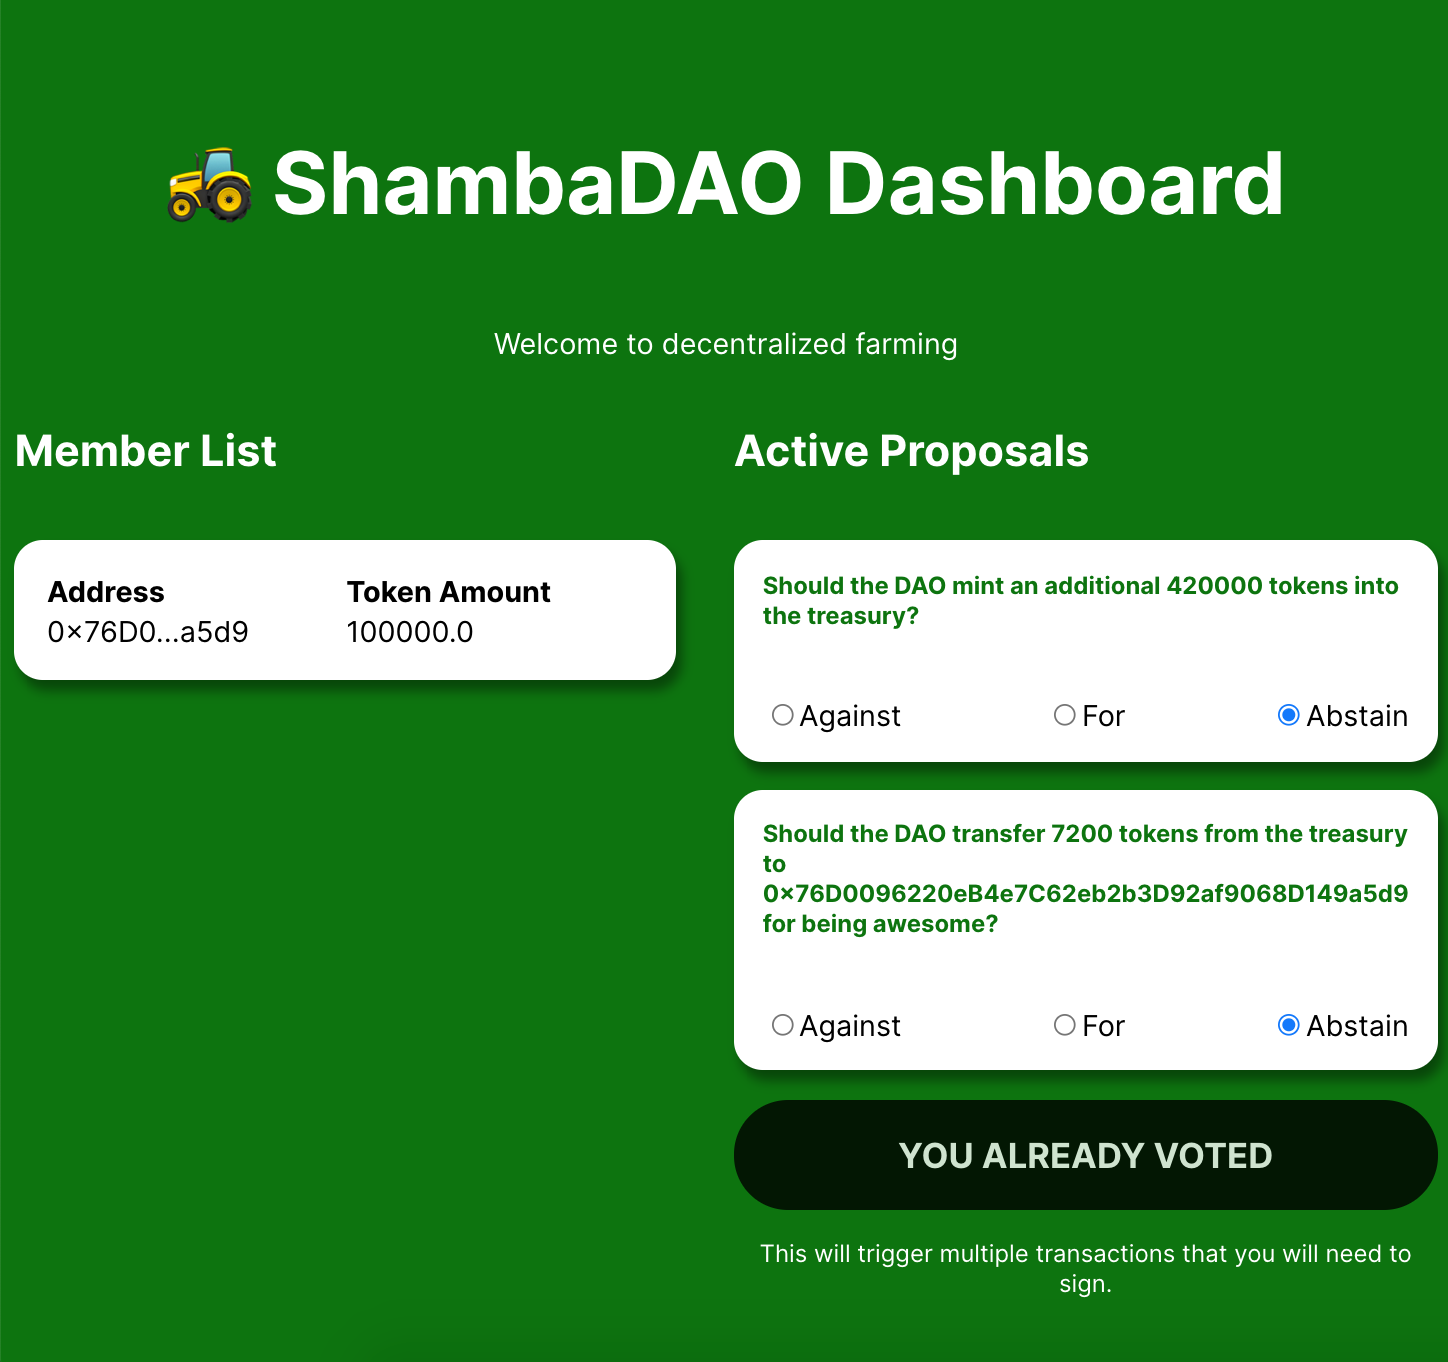 ShambaDAO Dashboard
Welcome to decentralized farming
Member List
Address Token Amount
0x76D0...a5d9 100000.0
Active Proposals
Should the DAO mint an additional 420000 tokens into
the treasury?
Against For Abstain
Should the DAO transfer 7200 tokens from the treasury
to
0x76D0096220eB4e7C62eb2b3D92af9068D149a5d9
for being awesome?
Against For Abstain
YOU ALREADY VOTED
This will trigger multiple transactions that you will need to
sign.